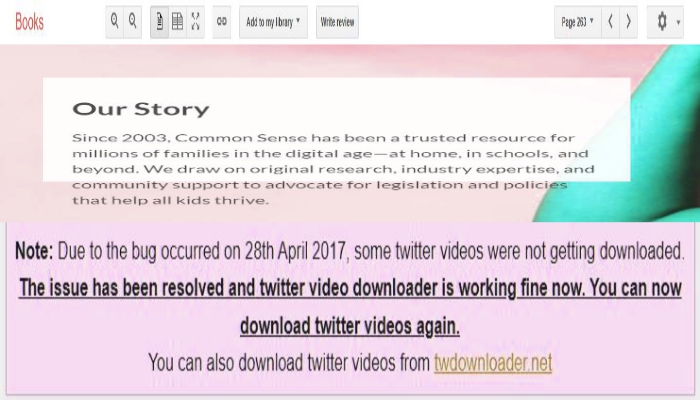 Books
Add to my library
Write review
Page 263
Our Story
Since 2003, Common Sense has been a trusted resource for
millions of families in the digital age—at home, in schools, and
beyond. We draw on original research, industry expertise, and
community support to advocate for legislation and policies
that help all kids thrive.
Note: Due to the bug occurred on 28th April 2017, some twitter videos were not getting downloaded.
The issue has been resolved and twitter video downloader is working fine now. You can now
download twitter videos again.
You can also download twitter videos from twdownloader.net